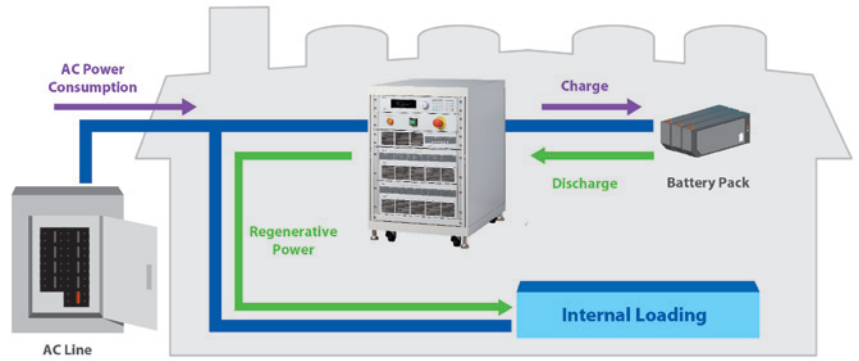 AC Power
Consumption
Charge
Discharge
Battery Pack
Regenerative
Power
Internal Loading
AC Line